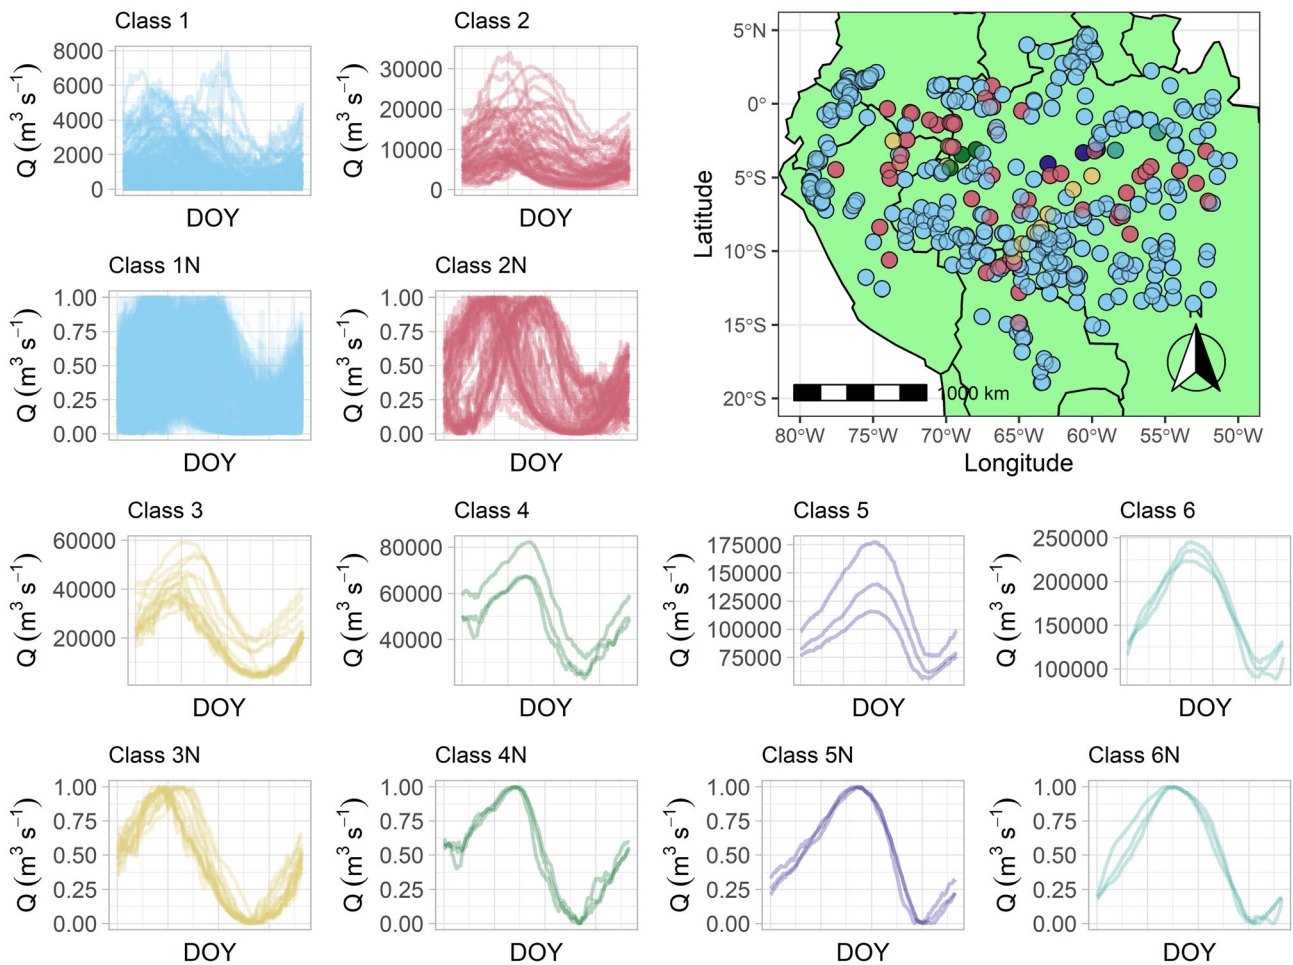 Class 1
Q (m³ s⁻¹)
8000
6000
4000
2000
0
DOY
Class 2
Q (m³ s⁻¹)
30000
20000
10000
0
DOY
Latitude
5°N
0°
5°S
10°S
15°S
20°S
N
1000 km
80°W 75°W 70°W 65°W 60°W 55°W 50°W
Longitude
Class 1N
Q (m³ s⁻¹)
1.00
0.75
0.50
0.25
0.00
DOY
Class 2N
Q (m³ s⁻¹)
1.00
0.75
0.50
0.25
0.00
DOY
Class 3
Q (m³ s⁻¹)
60000
40000
20000
DOY
Class 4
Q (m³ s⁻¹)
80000
60000
40000
DOY
Class 5
Q (m³ s⁻¹)
175000
150000
125000
100000
75000
DOY
Class 6
Q (m³ s⁻¹)
250000
200000
150000
100000
DOY
Class 3N
Q (m³ s⁻¹)
1.00
0.75
0.50
0.25
0.00
DOY
Class 4N
Q (m³ s⁻¹)
1.00
0.75
0.50
0.25
0.00
DOY
Class 5N
Q (m³ s⁻¹)
1.00
0.75
0.50
0.25
0.00
DOY
Class 6N
Q (m³ s⁻¹)
1.00
0.75
0.50
0.25
0.00
DOY